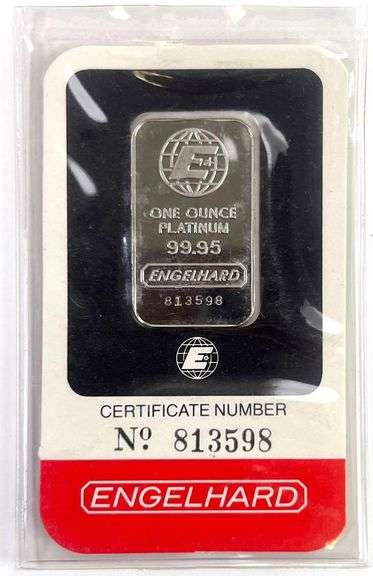 E
ONE OUNCE
PLATINUM
99.95
ENGELHARD
813598
E
CERTIFICATE NUMBER
Nº 813598
ENGELHARD